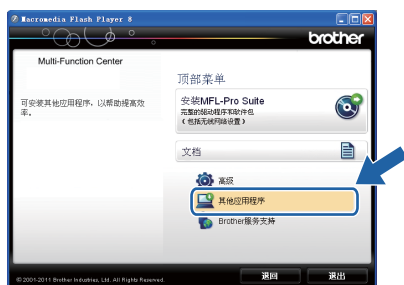 Macromedia Flash Player 8
brother
Multi-Function Center
可安装其他应用程序，以帮助提高效
率。
顶部菜单
安装MFL-Pro Suite
完整的驱动程序和软件包
（包括无线网络设置）
文档
高级
其他应用程序
Brother服务支持
© 2001-2011 Brother Industries, Ltd. All Rights Reserved.
退回
退出